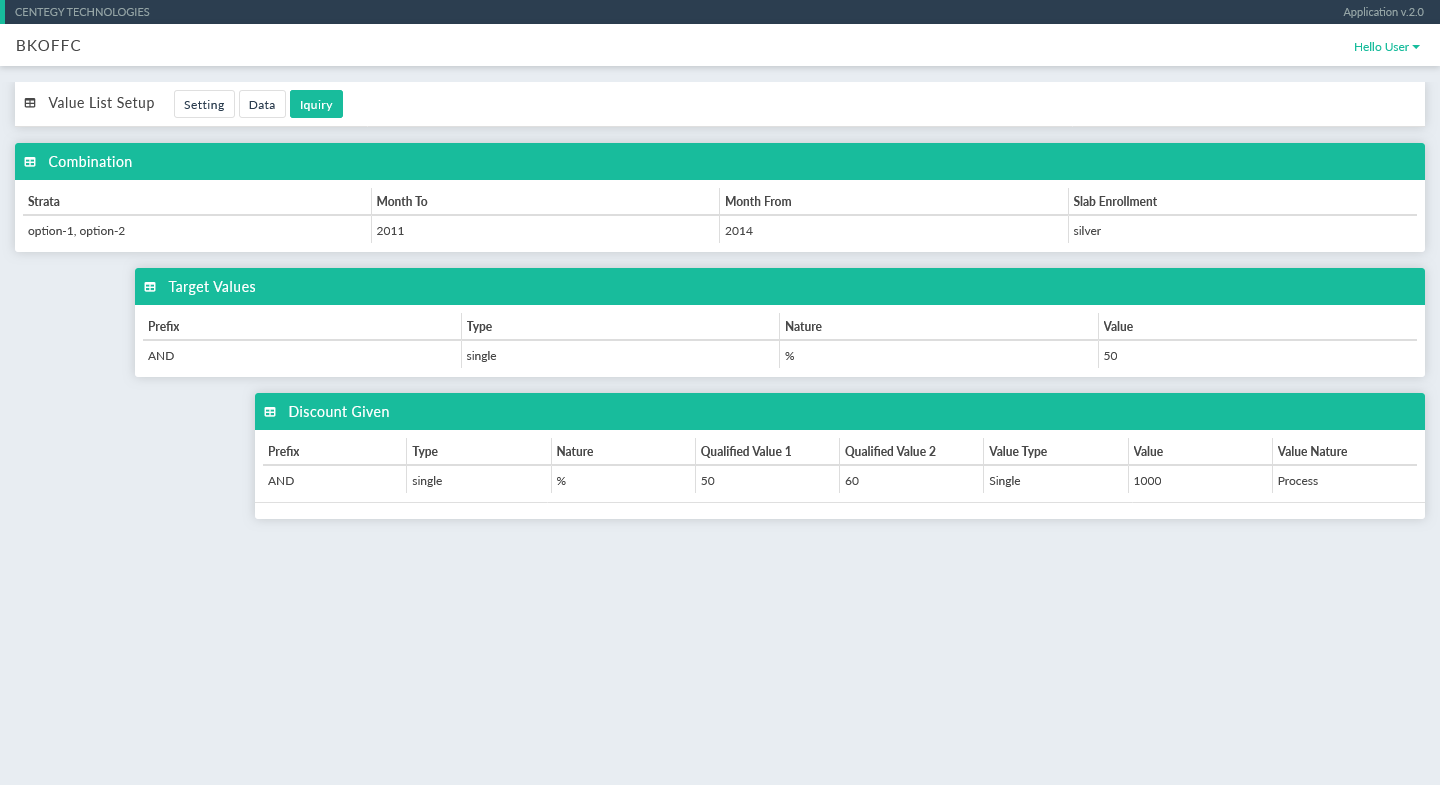 CENTEGY TECHNOLOGIES Application v.2.0
BKOFFC Hello User
Value List Setup Setting Data Iquiry
Combination
Strata Month To Month From Slab Enrollment
option-1, option-2 2011 2014 silver
Target Values
Prefix Type Nature Value
AND single % 50
Discount Given
Prefix Type Nature Qualified Value 1 Qualified Value 2 Value Type Value Value Nature
AND single % 50 60 Single 1000 Process